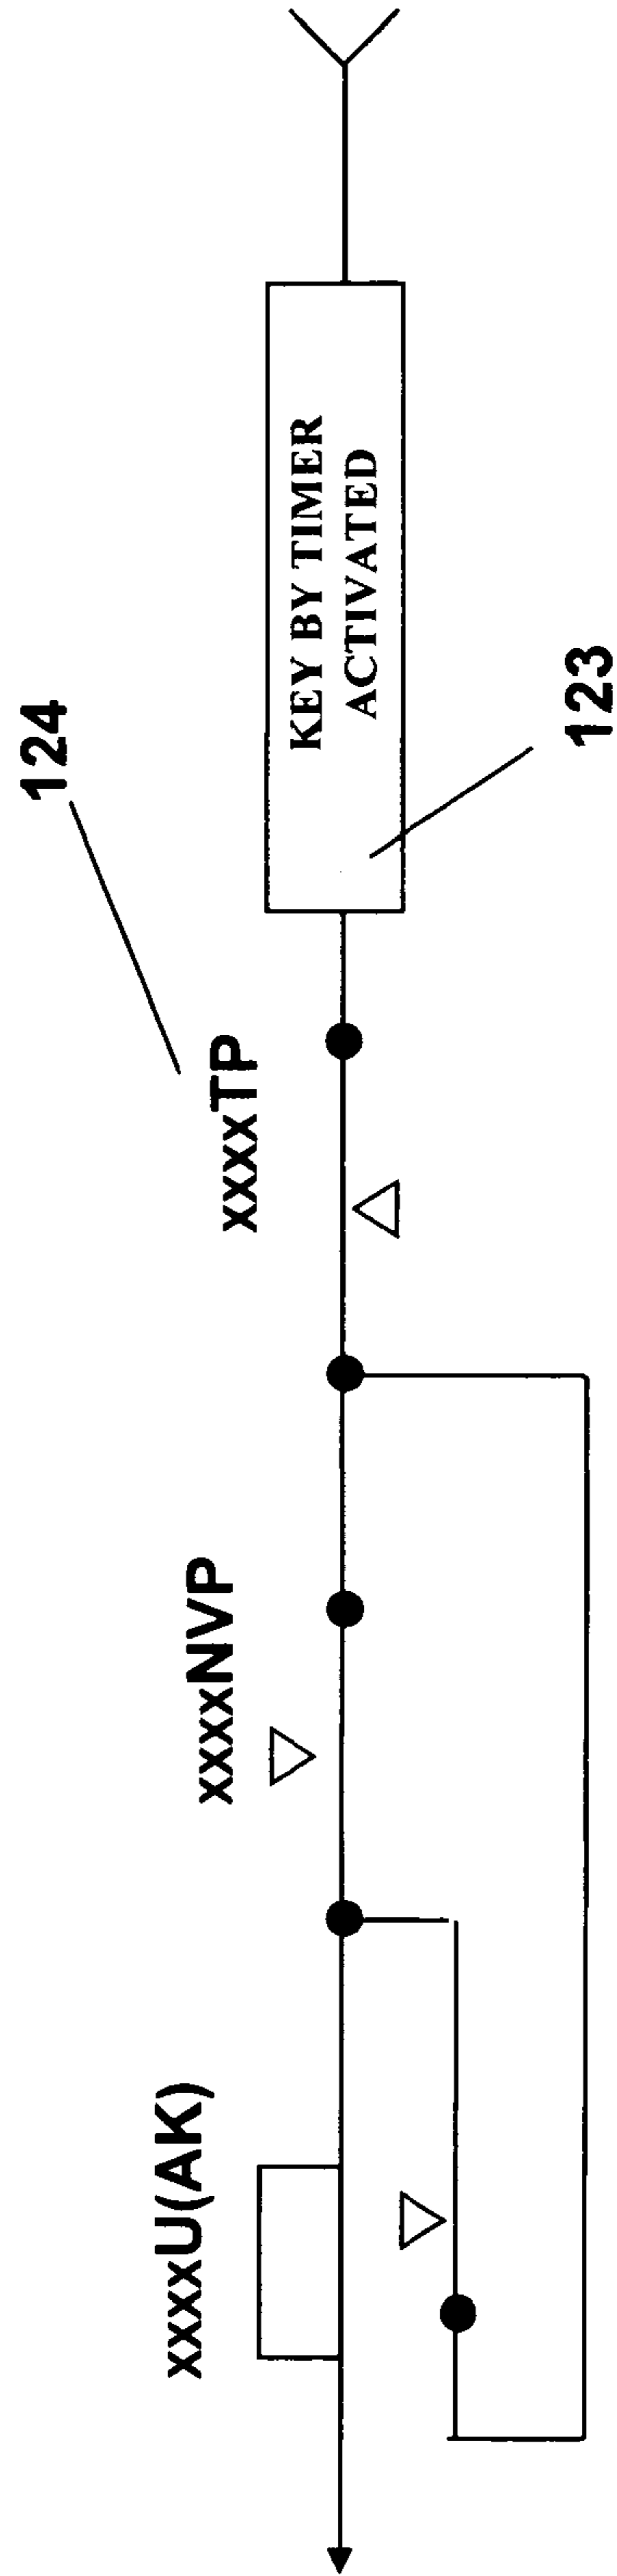 xxxxU(AK)
xxxxNVP
xxxxTP
124
KEY BY TIMER
ACTIVATED
123